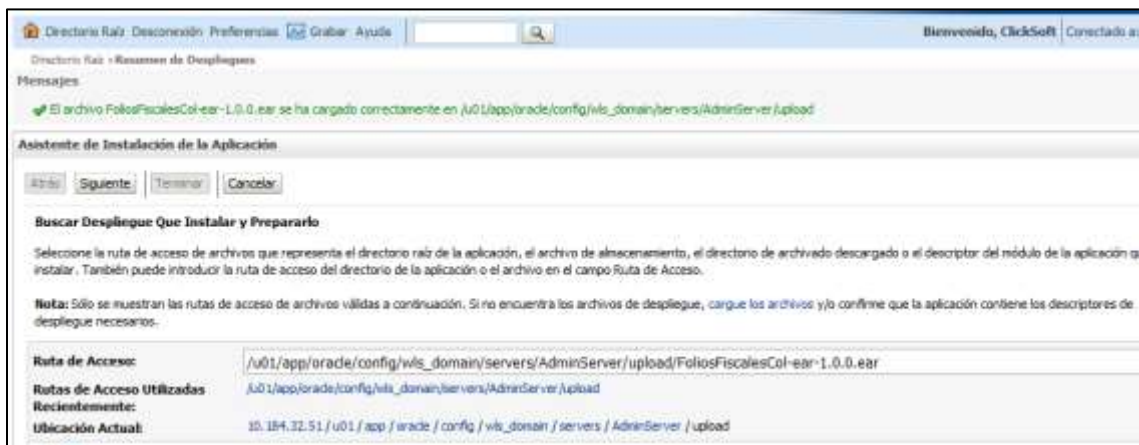 Directorio Raíz Desconexión Preferencias Grabar Ayuda Bienvenido, ClickSoft Conectado a:
Directorio Raíz > Resumen de Despliegues
Mensajes
El archivo FoliosFiscalesCol-ear-1.0.0.ear se ha cargado correctamente en /u01/app/oracle/config/wls_domain/servers/AdminServer/upload
Asistente de Instalación de la Aplicación
Atrás Siguiente Terminar Cancelar
Buscar Despliegue Que Instalar y Prepararlo
Seleccione la ruta de acceso de archivos que representa el directorio raíz de la aplicación, el archivo de almacenamiento, el directorio de archivado descargado o el descriptor del módulo de la aplicación
instalar. También puede introducir la ruta de acceso del directorio de la aplicación o el archivo en el campo Ruta de Acceso.
Nota: Sólo se muestran las rutas de acceso de archivos válidas a continuación. Si no encuentra los archivos de despliegue, cargue los archivos y/o confirme que la aplicación contiene los descriptores de
despliegue necesarios.
Ruta de Acceso: /u01/app/oracle/config/wls_domain/servers/AdminServer/upload/FoliosFiscalesCol-ear-1.0.0.ear
Rutas de Acceso Utilizadas /u01/app/oracle/config/wls_domain/servers/AdminServer/upload
Recientemente:
Ubicación Actual: 10.184.32.51 / u01 / app / oracle / config / wls_domain / servers / AdminServer / upload